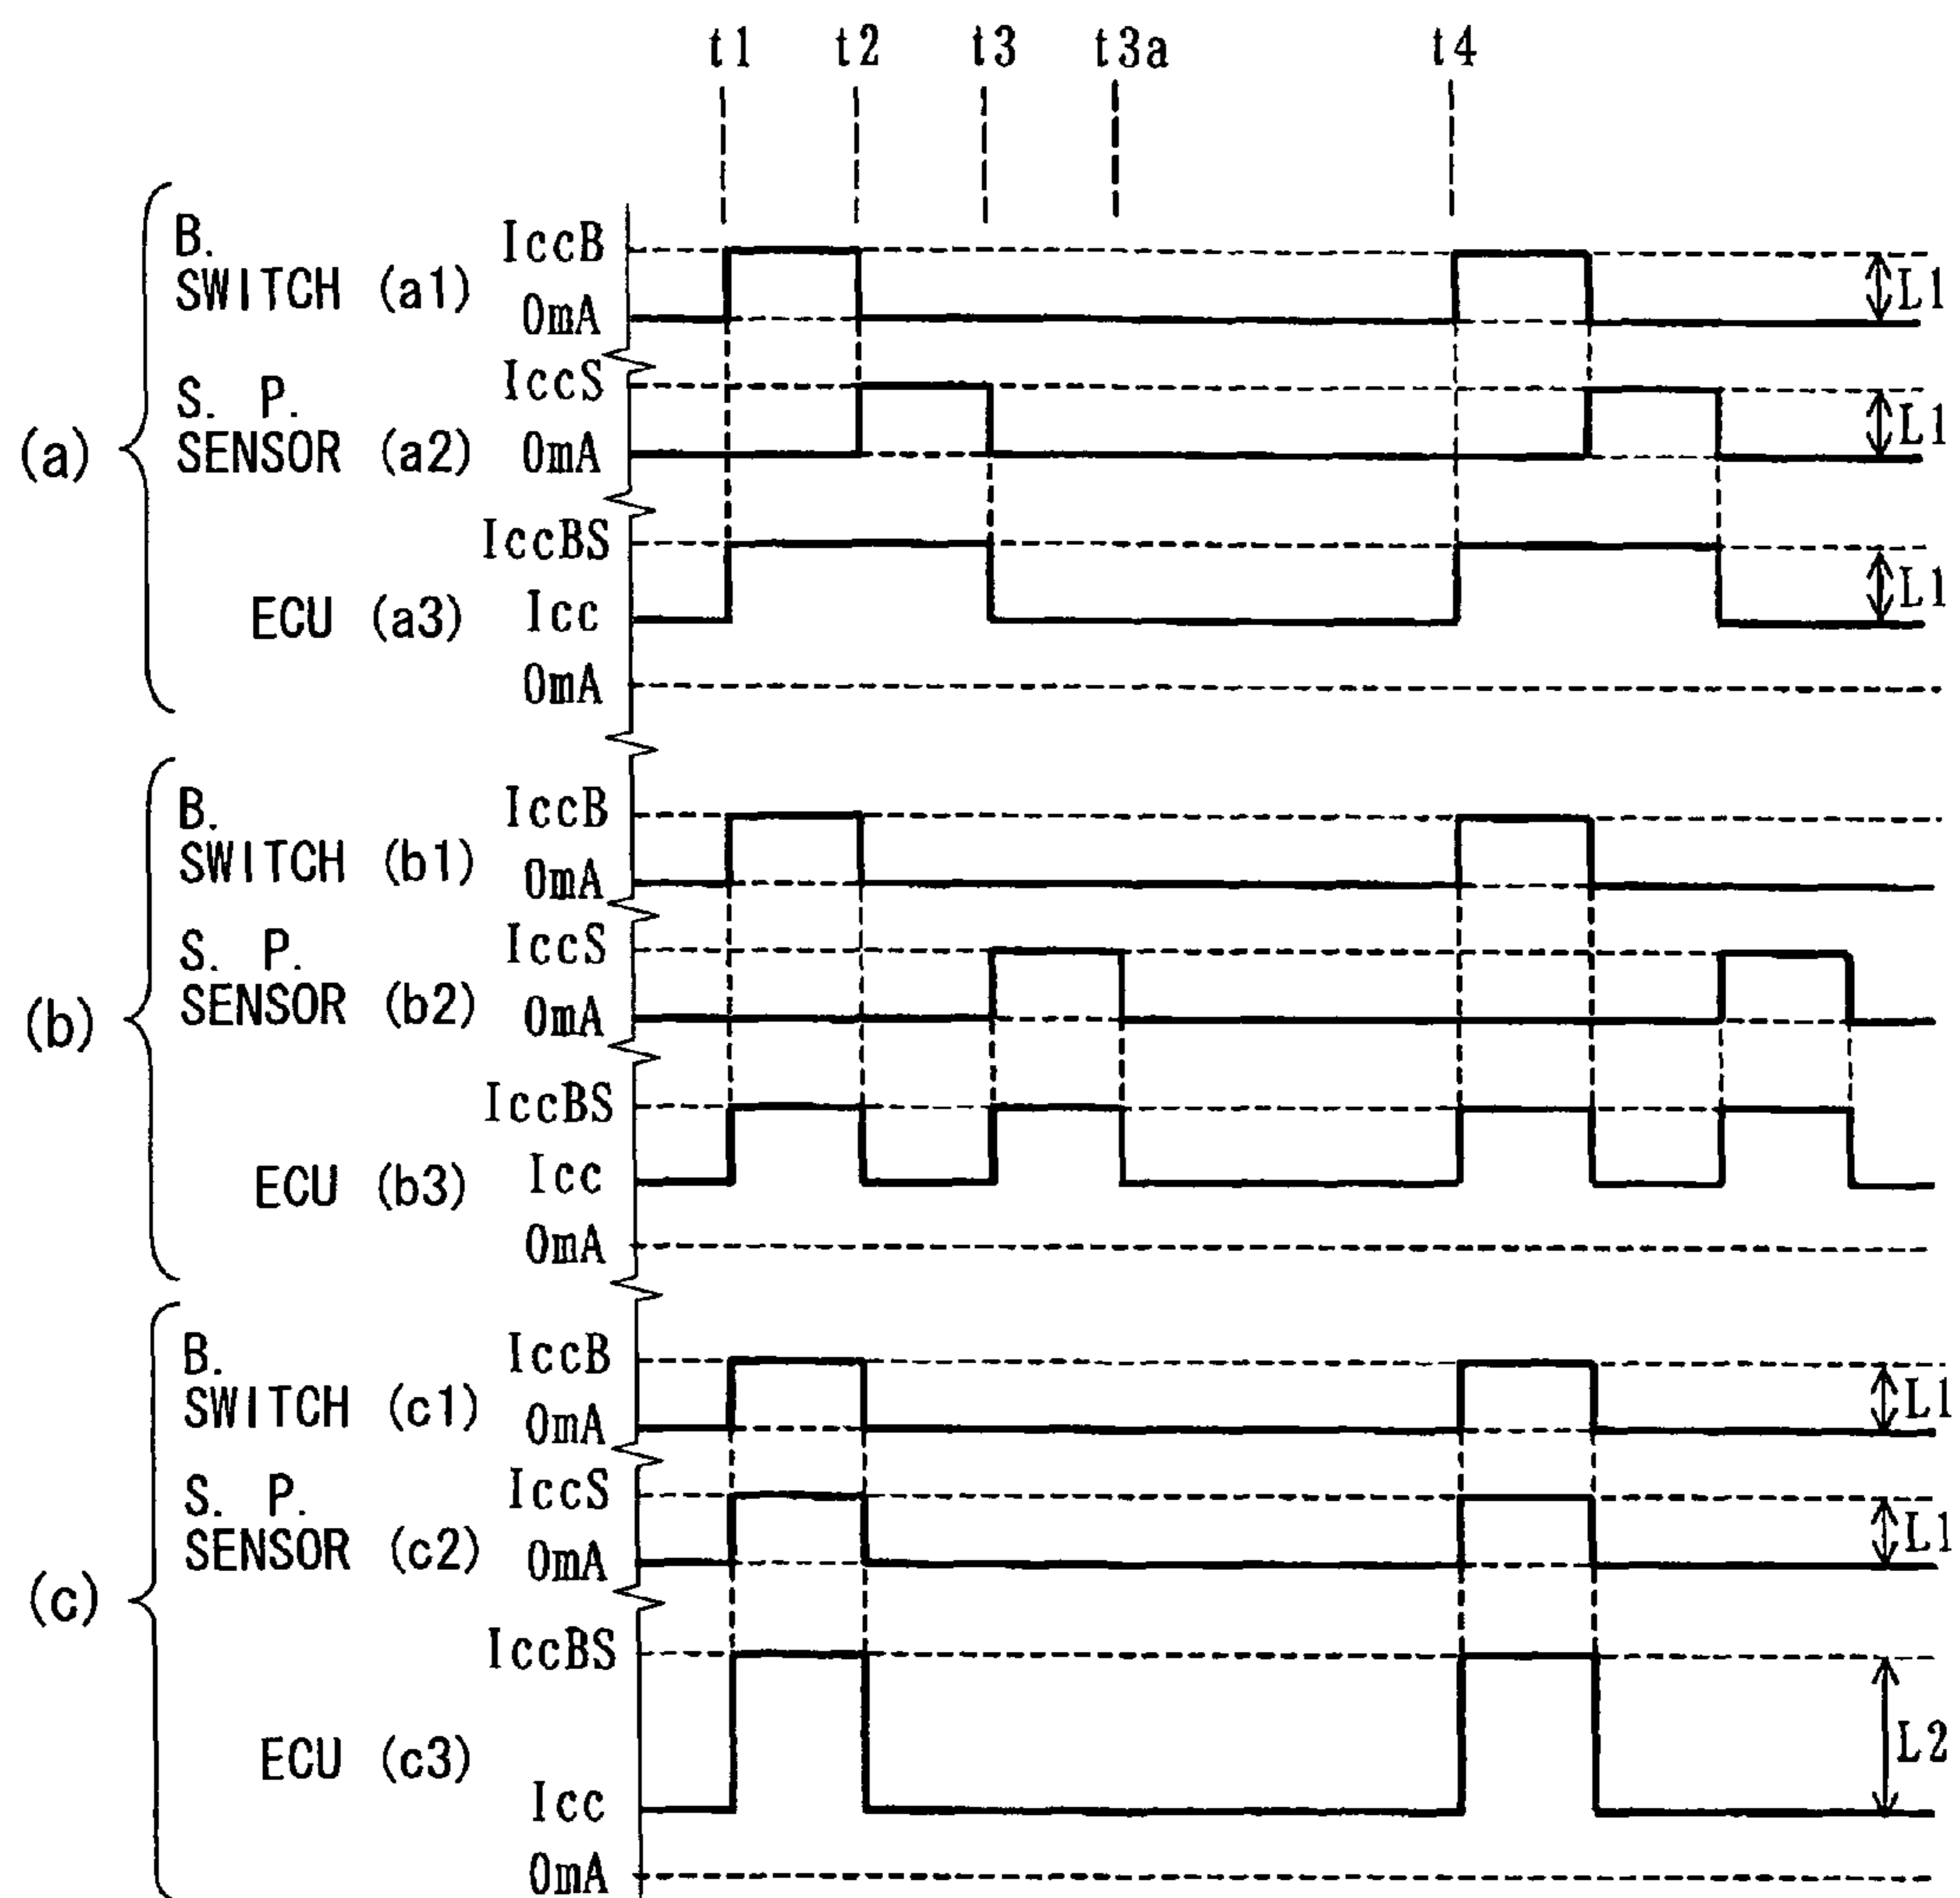 t1 t2 t3 t3a t4
(a)
B.
SWITCH (a1)
IccB
0mA
L1
S. P.
SENSOR (a2)
IccS
0mA
L1
ECU (a3)
IccBS
Icc
0mA
L1
(b)
B.
SWITCH (b1)
IccB
0mA
S. P.
SENSOR (b2)
IccS
0mA
ECU (b3)
IccBS
Icc
0mA
(c)
B.
SWITCH (c1)
IccB
0mA
L1
S. P.
SENSOR (c2)
IccS
0mA
L1
ECU (c3)
IccBS
Icc
0mA
L2